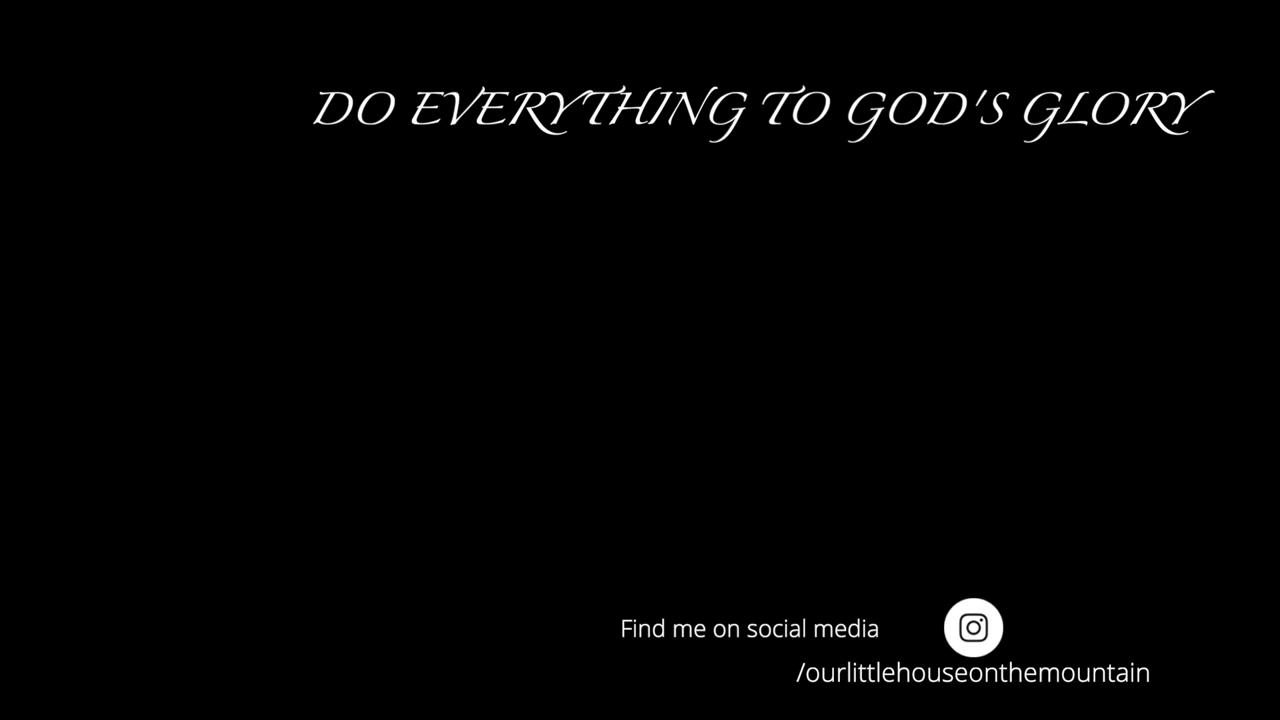 DO EVERYTHING TO GOD'S GLORY
Find me on social media
/ourlittlehouseonthemountain